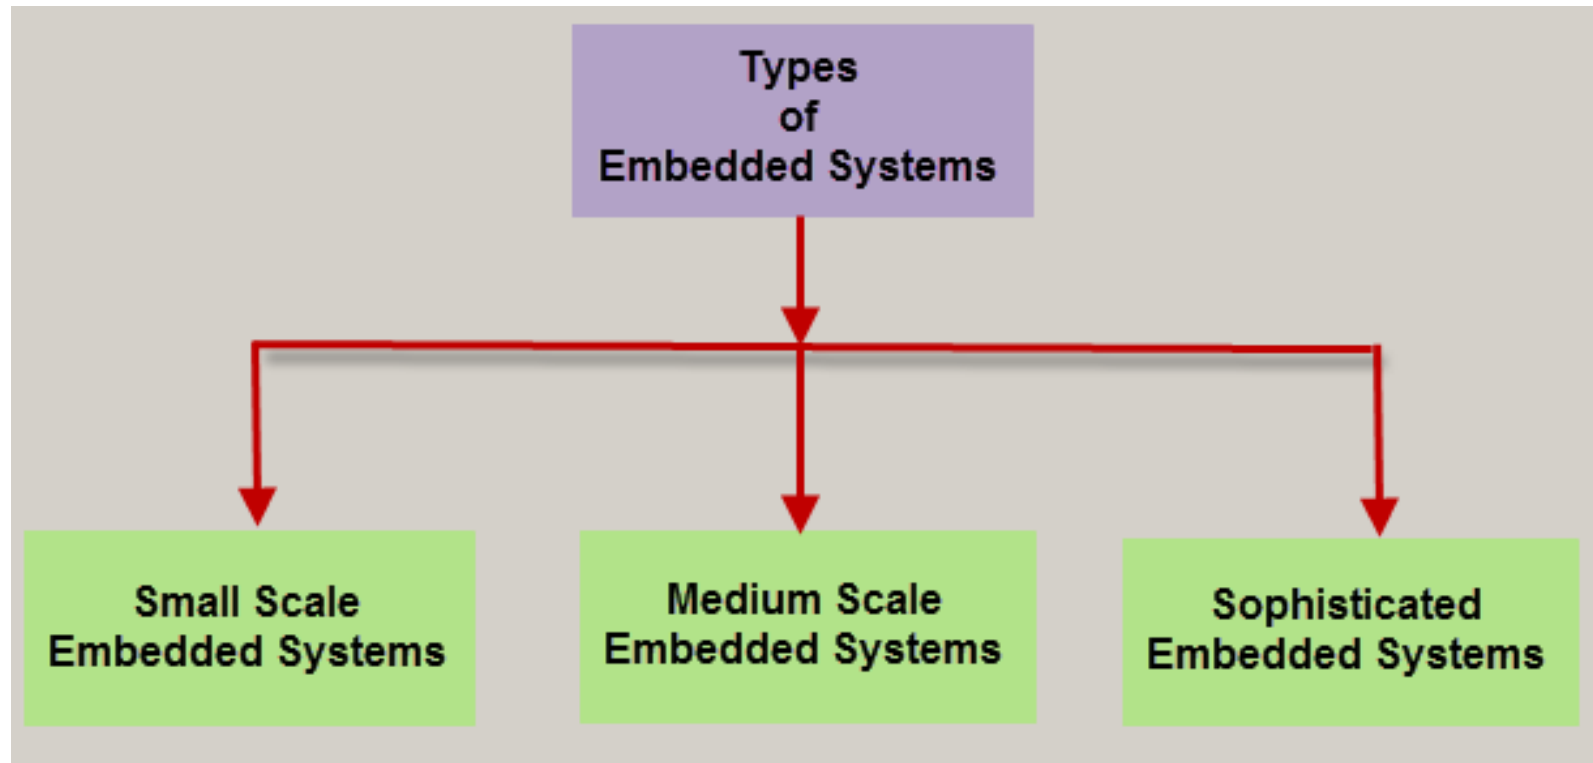 Types
of
Embedded Systems
Small Scale
Embedded Systems
Medium Scale
Embedded Systems
Sophisticated
Embedded Systems